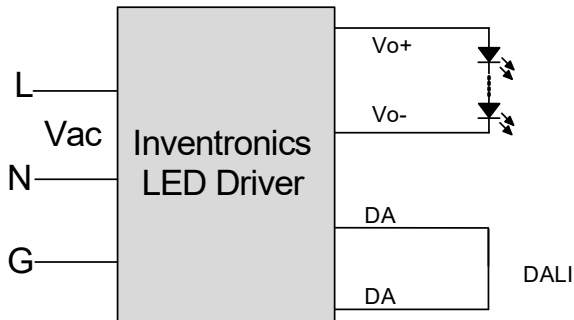 L
Vac
N
G
Inventronics
LED Driver
Vo+
Vo-
DA
DA
DALI